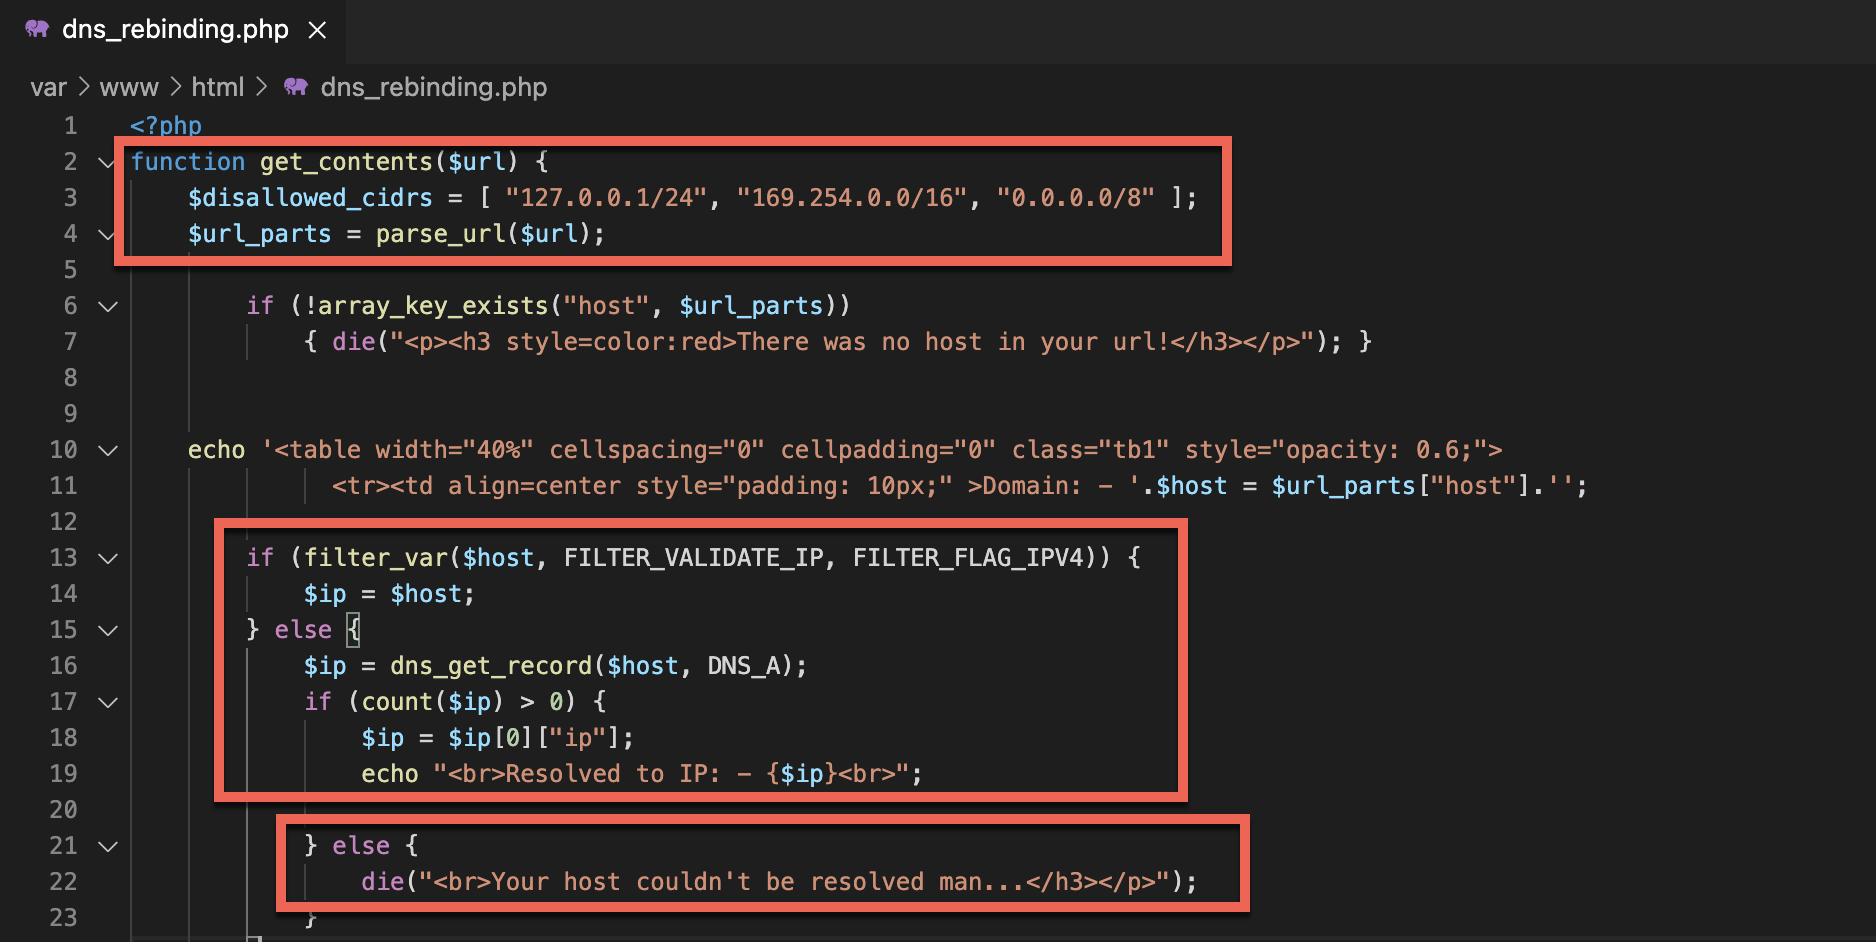 dns_rebinding.php
var > www > html > dns_rebinding.php
1 <?php
2 function get_contents($url) {
3 $disallowed_cidrs = [ "127.0.0.1/24", "169.254.0.0/16", "0.0.0.0/8" ];
4 $url_parts = parse_url($url);
5
6 if (!array_key_exists("host", $url_parts))
7 { die("<p><h3 style=color:red>There was no host in your url!</h3></p>"); }
8
9
10 echo '<table width="40%" cellspacing="0" cellpadding="0" class="tb1" style="opacity: 0.6;">
11 <tr><td align=center style="padding: 10px;" >Domain: – '.$host = $url_parts["host"].'';
12
13 if (filter_var($host, FILTER_VALIDATE_IP, FILTER_FLAG_IPV4)) {
14 $ip = $host;
15 } else {
16 $ip = dns_get_record($host, DNS_A);
17 if (count($ip) > 0) {
18 $ip = $ip[0]["ip"];
19 echo "<br>Resolved to IP: – {$ip}<br>";
20
21 } else {
22 die("<br>Your host couldn't be resolved man...</h3></p>");
23 }